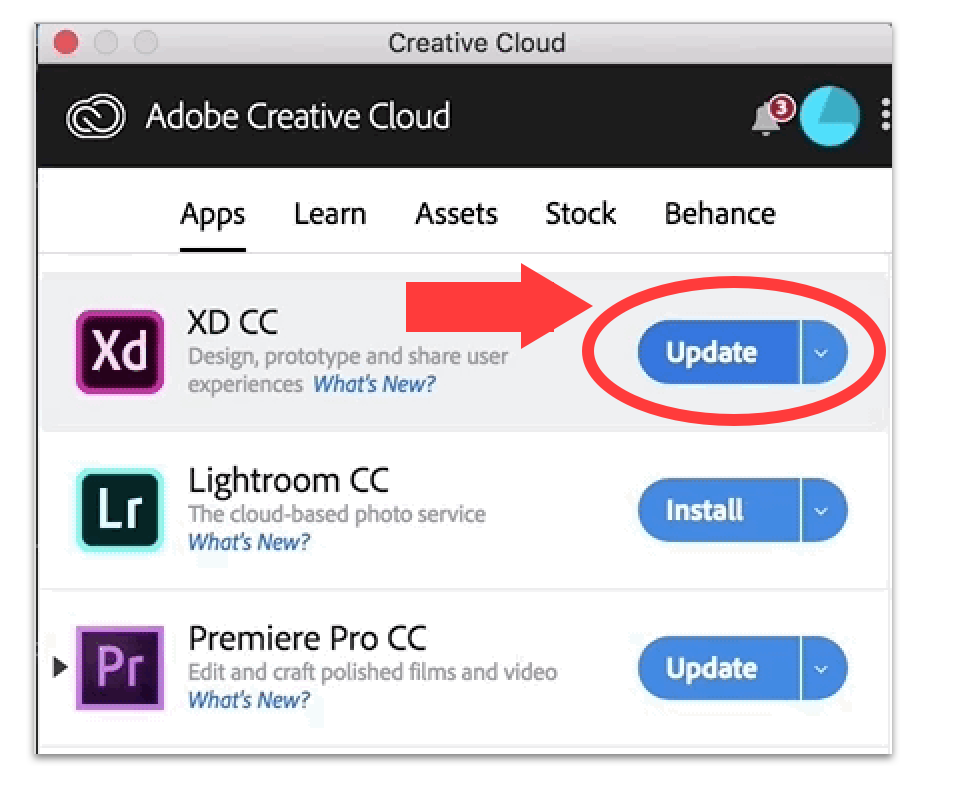 Creative Cloud
Adobe Creative Cloud
3
Apps Learn Assets Stock Behance
Xd
XD CC
Design, prototype and share user
experiences What's New?
Update
Lr
Lightroom CC
The cloud-based photo service
What's New?
Install
Pr
Premiere Pro CC
Edit and craft polished films and video
What's New?
Update